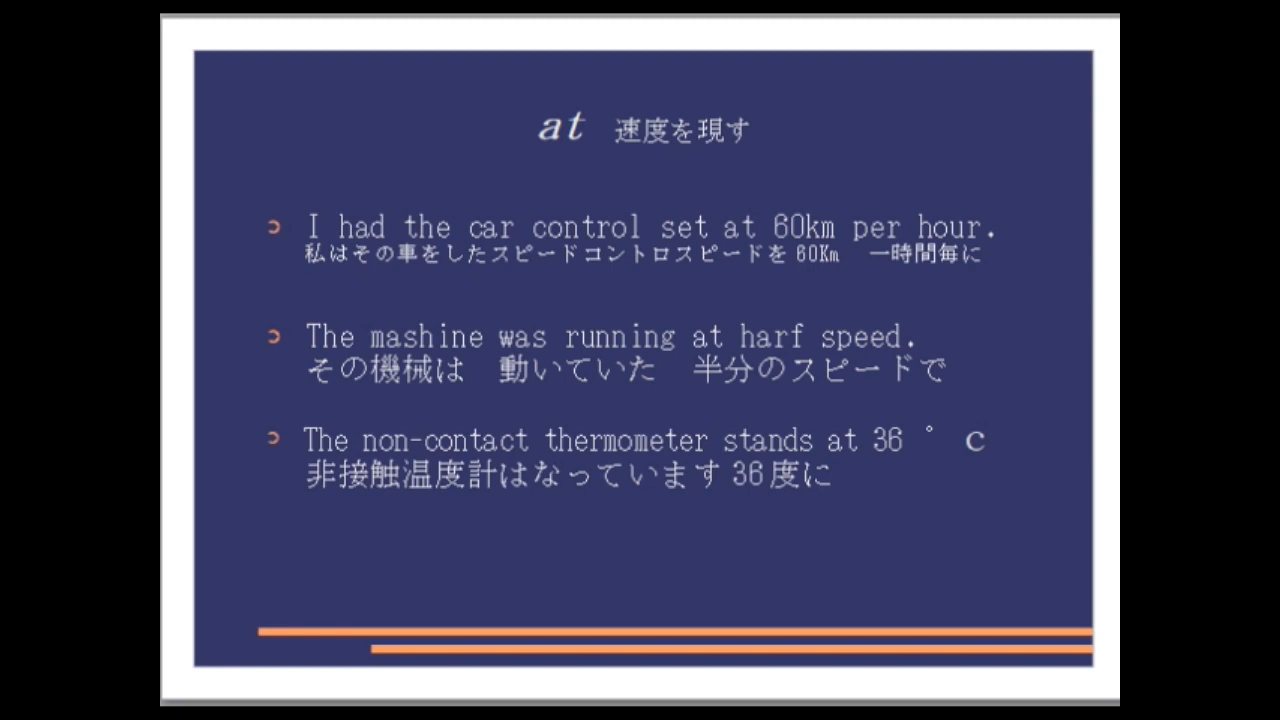 at 速度を現す
I had the car control set at 60km per hour.
私はその車をしたスピードコントロスピードを60Km 一時間毎に
The mashine was running at harf speed.
その機械は 動いていた 半分のスピードで
The non-contact thermometer stands at 36 ° C
非接触温度計はなっています36度に